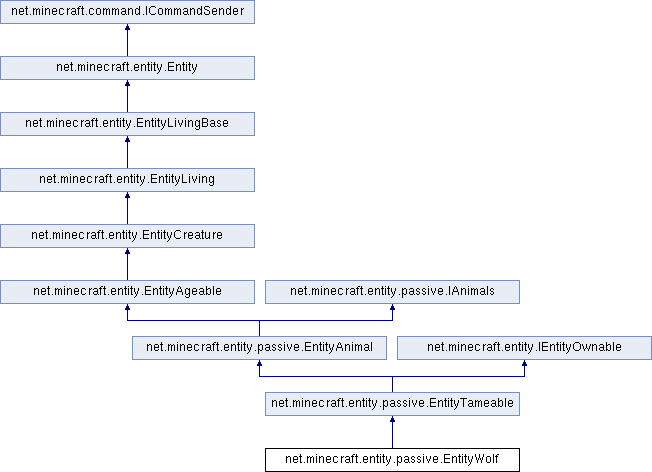 net.minecraft.command.ICommandSender
net.minecraft.entity.Entity
net.minecraft.entity.EntityLivingBase
net.minecraft.entity.EntityLiving
net.minecraft.entity.EntityCreature
net.minecraft.entity.EntityAgeable
net.minecraft.entity.passive.IAnimals
net.minecraft.entity.passive.EntityAnimal
net.minecraft.entity.IEntityOwnable
net.minecraft.entity.passive.EntityTameable
net.minecraft.entity.passive.EntityWolf